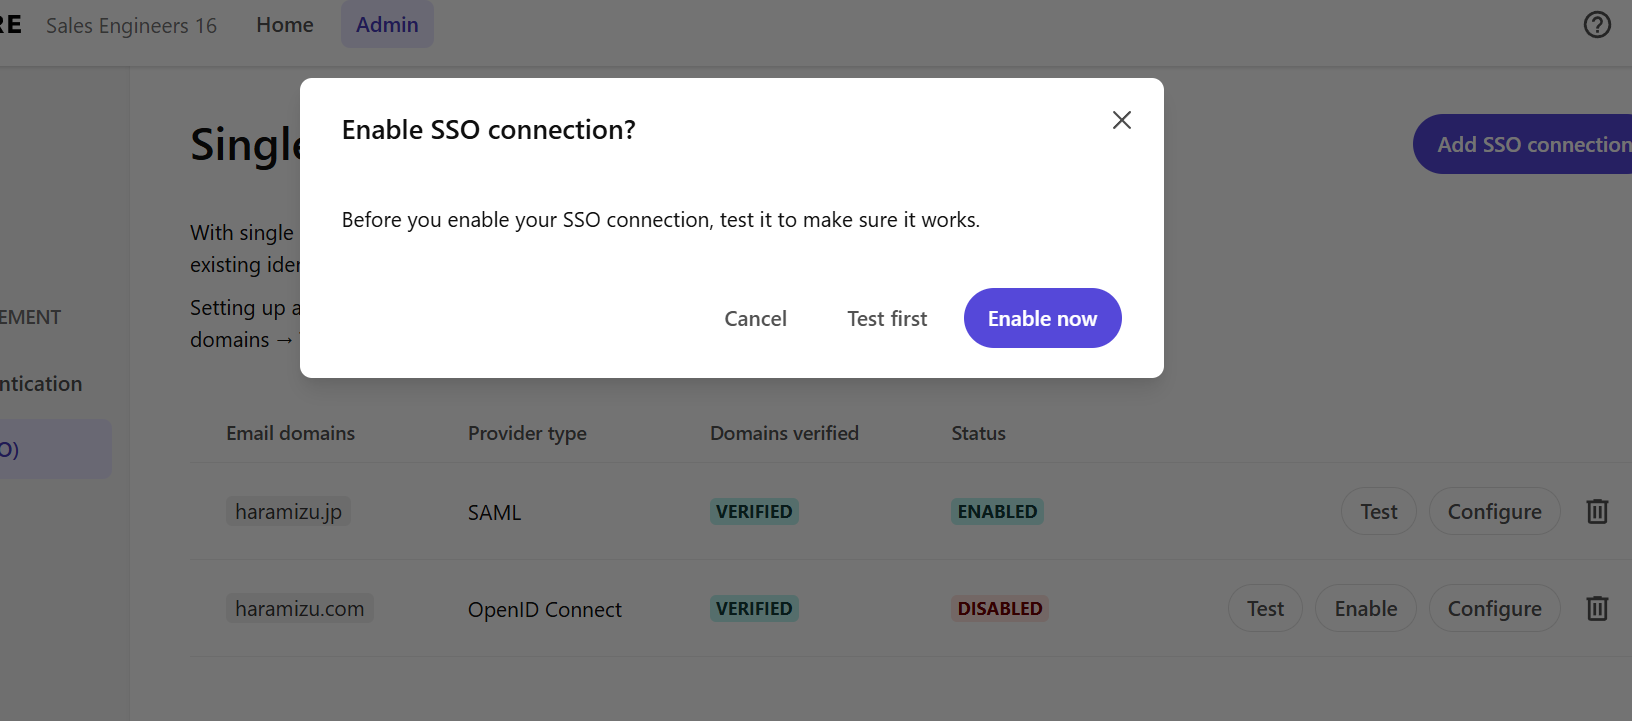 RE Sales Engineers 16 Home Admin
Enable SSO connection?
Single
Add SSO connection
Before you enable your SSO connection, test it to make sure it works.
With single
existing iden
Setting up a
domains →
Cancel Test first Enable now
EMENT
ntication
O)
Email domains Provider type Domains verified Status
haramizu.jp SAML VERIFIED ENABLED Test Configure
haramizu.com OpenID Connect VERIFIED DISABLED Test Enable Configure